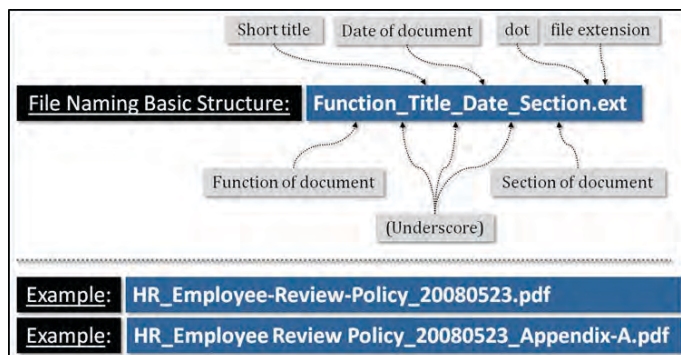 Short title
Date of document
dot
file extension
File Naming Basic Structure:
Function_Title_Date_Section.ext
Function of document
Section of document
(Underscore)
Example:
HR_Employee-Review-Policy_20080523.pdf
Example:
HR_Employee Review Policy_20080523_Appendix-A.pdf